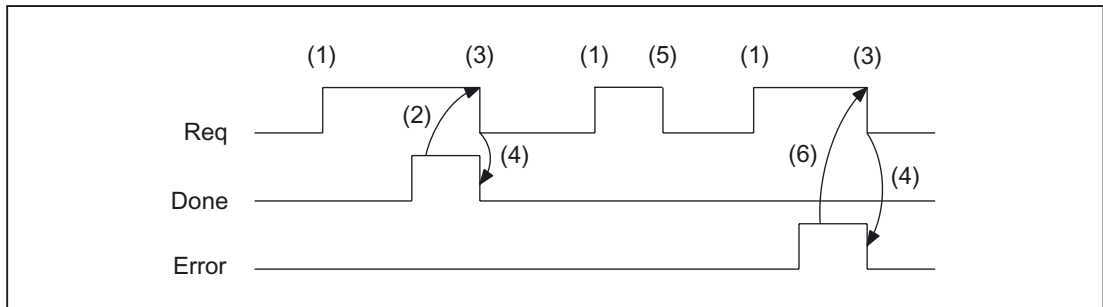 (1) (3) (1) (5) (1) (3)
Req (2) (6)
(4) (4)
Done
Error